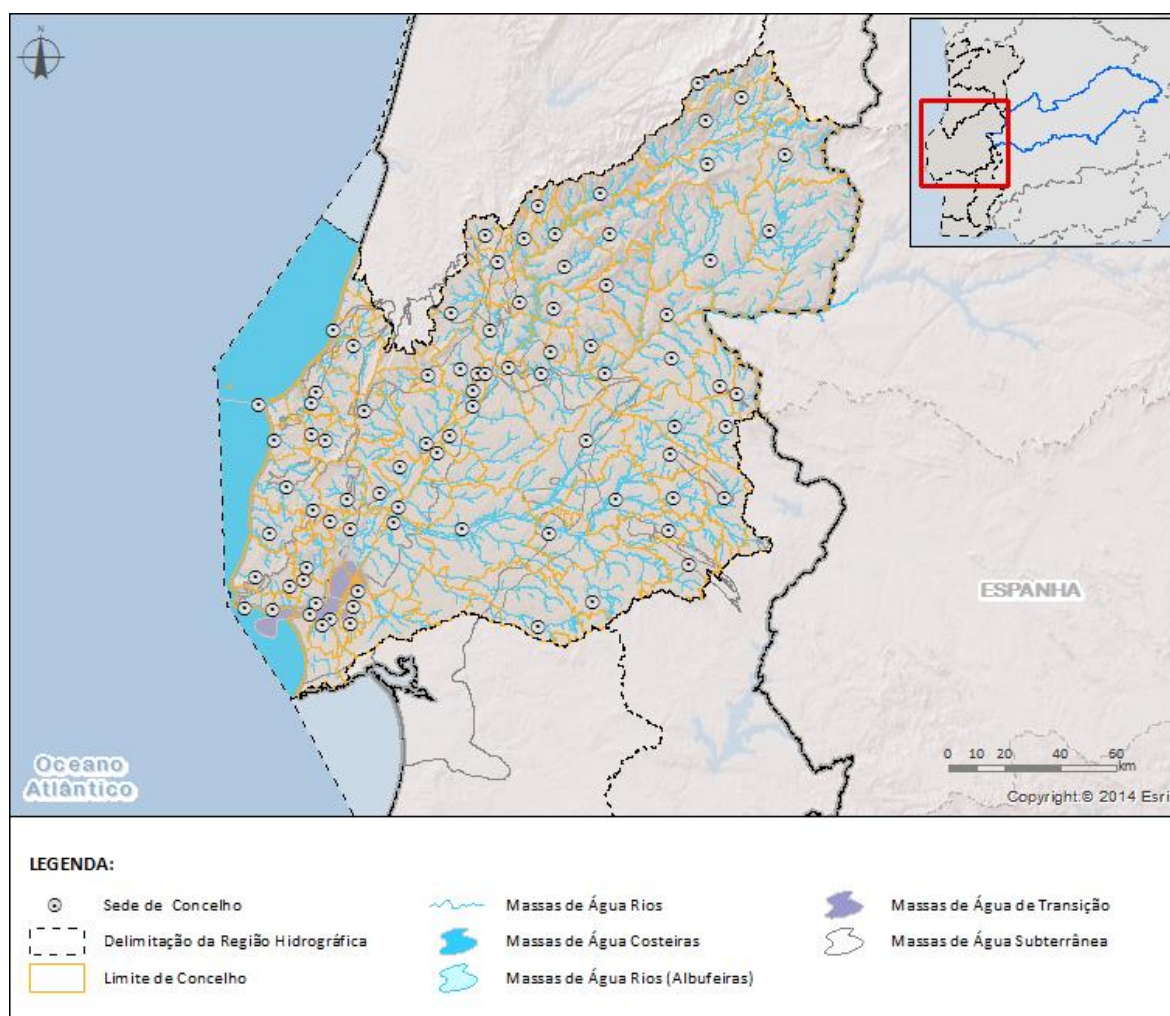 N
ESPANHA
Oceano
Atlântico
0 10 20 40 60
km
Copyright:© 2014 Esri
LEGENDA:
Sede de Concelho
Delimitação da Região Hidrográfica
Limite de Concelho
Massas de Água Rios
Massas de Água Costeiras
Massas de Água Rios (Albufeiras)
Massas de Água de Transição
Massas de Água Subterrânea